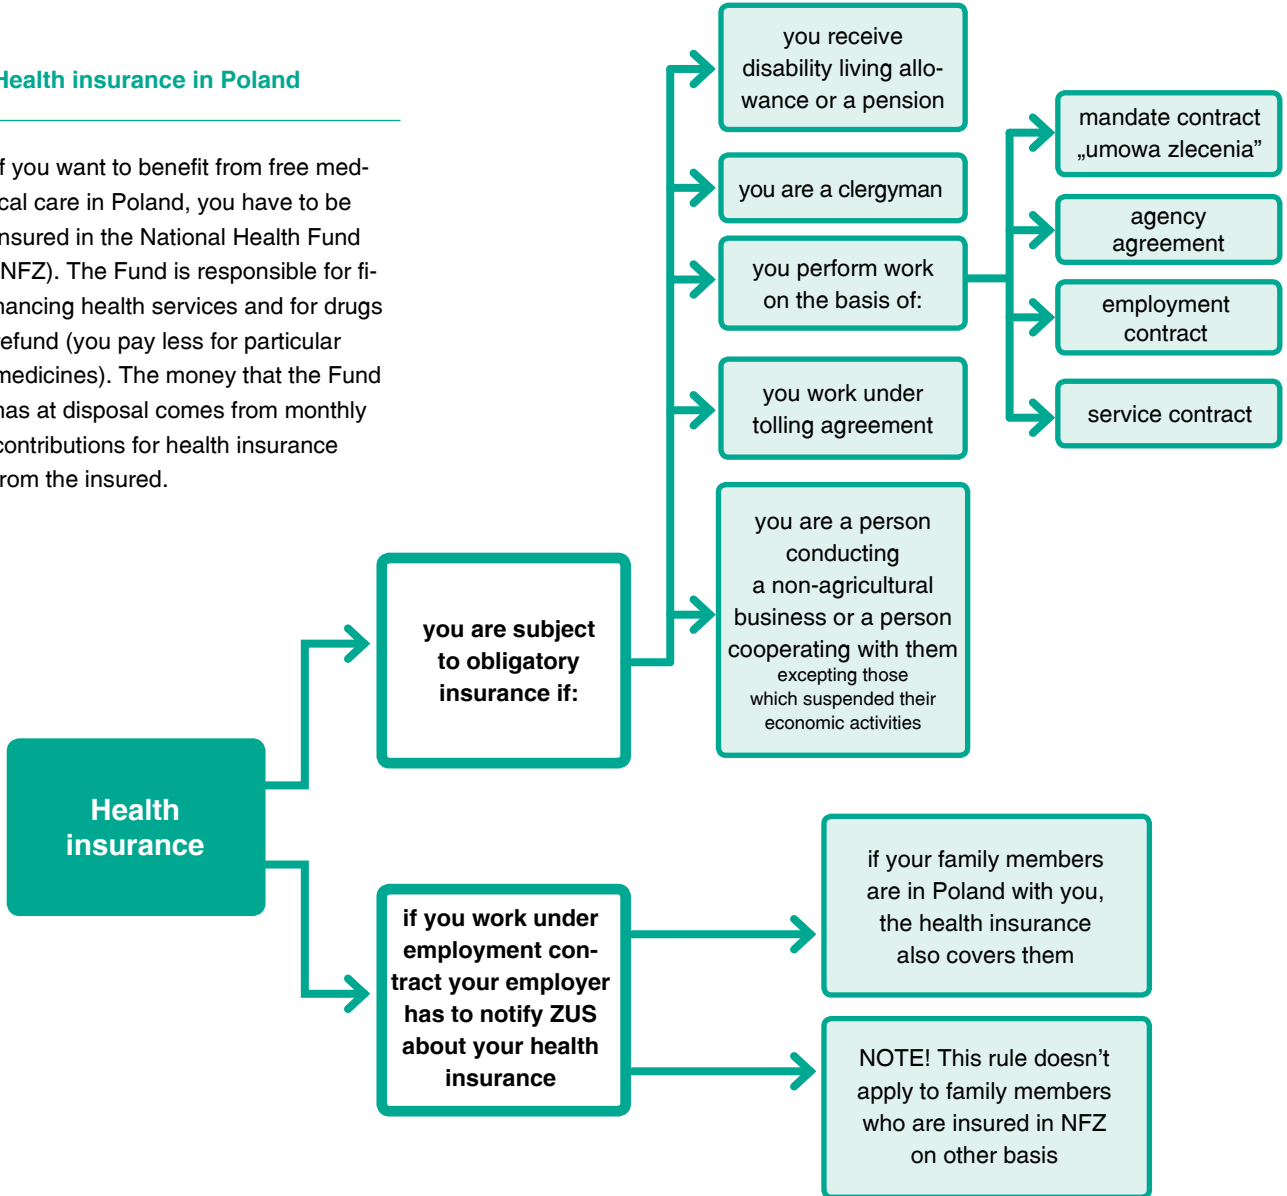 Health insurance in Poland
If you want to benefit from free med-
ical care in Poland, you have to be
insured in the National Health Fund
(NFZ). The Fund is responsible for fi-
nancing health services and for drugs
refund (you pay less for particular
medicines). The money that the Fund
has at disposal comes from monthly
contributions for health insurance
from the insured.
Health
insurance
you are subject
to obligatory
insurance if:
you receive
disability living allo-
wance or a pension
you are a clergyman
you perform work
on the basis of:
mandate contract
„umowa zlecenia”
agency
agreement
employment
contract
service contract
you work under
tolling agreement
you are a person
conducting
a non-agricultural
business or a person
cooperating with them
excepting those
which suspended their
economic activities
if you work under
employment con-
tract your employer
has to notify ZUS
about your health
insurance
if your family members
are in Poland with you,
the health insurance
also covers them
NOTE! This rule doesn’t
apply to family members
who are insured in NFZ
on other basis